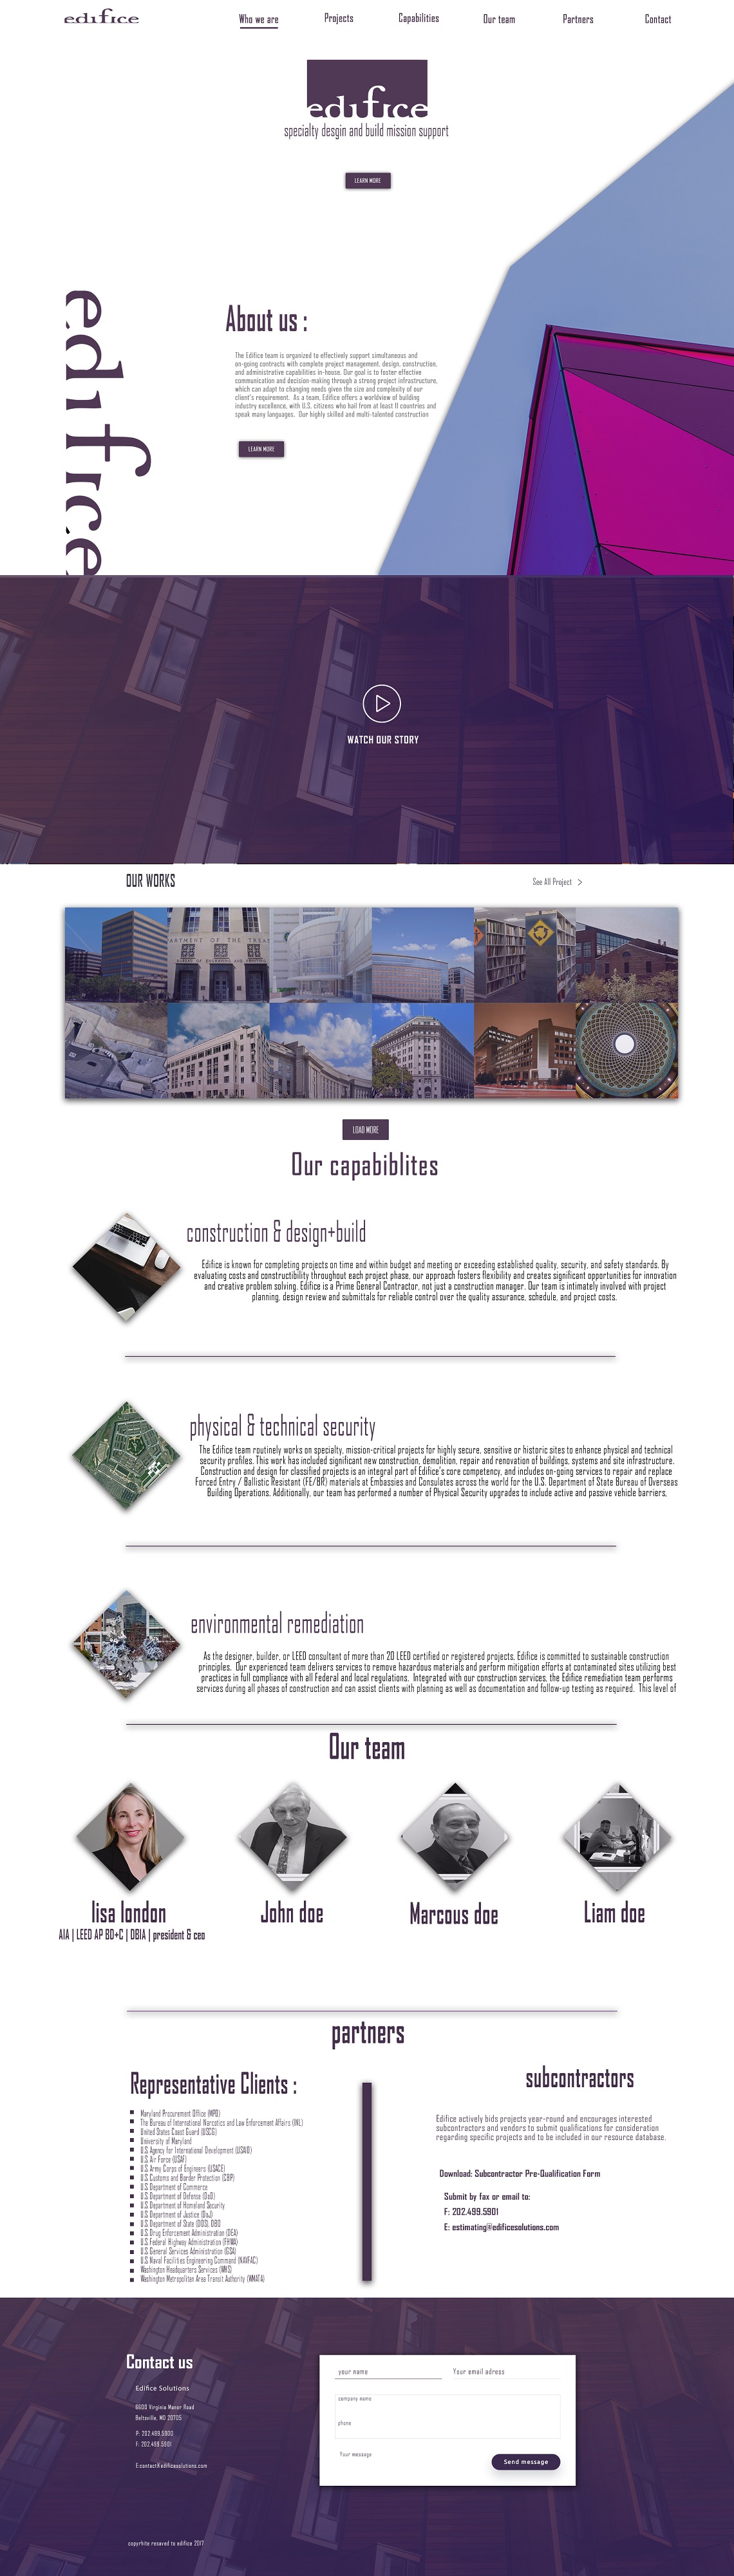 edifice
Who we are
Projects
Capabilities
Our team
Partners
Contact
edifice
specialty desgin and build mission support
LEARN MORE
edifice
About us :
The Edifice team is organized to effectively support simultaneous and
on-going contracts with complete project management, design, construction,
and administrative capabilities in-house. Our goal is to foster effective
communication and decision-making through a strong project infrastructure,
which can adapt to changing needs given the size and complexity of our
client's requirement.  As a team, Edifice offers a worldview of building
industry excellence, with U.S. citizens who hail from at least 11 countries and
speak many languages.  Our highly skilled and multi-talented construction
LEARN MORE
WATCH OUR STORY
OUR WORKS
See All Project >
ARTMENT OF THE TREAS
BUREAU OF ENGRAVING AND PRINTING
LOAD MORE
Our capabiblites
construction & design+build
Edifice is known for completing projects on time and within budget and meeting or exceeding established quality, security, and safety standards. By
evaluating costs and constructibility throughout each project phase, our approach fosters flexibility and creates significant opportunities for innovation
and creative problem solving. Edifice is a Prime General Contractor, not just a construction manager. Our team is intimately involved with project
planning, design review and submittals for reliable control over the quality assurance, schedule, and project costs.
physical & technical security
The Edifice team routinely works on specialty, mission-critical projects for highly secure, sensitive or historic sites to enhance physical and technical
security profiles. This work has included significant new construction, demolition, repair and renovation of buildings, systems and site infrastructure.
Construction and design for classified projects is an integral part of Edifice's core competency, and includes on-going services to repair and replace
Forced Entry / Ballistic Resistant (FE/BR) materials at Embassies and Consulates across the world for the U.S. Department of State Bureau of Overseas
Building Operations. Additionally, our team has performed a number of Physical Security upgrades to include active and passive vehicle barriers,
environmental remediation
As the designer, builder, or LEED consultant of more than 20 LEED certified or registered projects, Edifice is committed to sustainable construction
principles.  Our experienced team delivers services to remove hazardous materials and perform mitigation efforts at contaminated sites utilizing best
practices in full compliance with all Federal and local regulations.  Integrated with our construction services, the Edifice remediation team performs
services during all phases of construction and can assist clients with planning as well as documentation and follow-up testing as required.  This level of
Our team
lisa london
AIA | LEED AP BD+C | DBIA | president & ceo
John doe
Marcous doe
Liam doe
partners
Representative Clients :
Maryland Procurement Office (MPO)
The Bureau of International Narcotics and Law Enforcement Affairs (INL)
United States Coast Guard (USCG)
University of Maryland
U.S. Agency for International Development (USAID)
U.S. Air Force (USAF)
U.S. Army Corps of Engineers (USACE)
U.S. Customs and Border Protection (CBP)
U.S. Department of Commerce
U.S. Department of Defense (DoD)
U.S. Department of Homeland Security
U.S. Department of Justice (DoJ)
U.S. Department of State (DOS), OBO
U.S. Drug Enforcement Administration (DEA)
U.S. Federal Highway Administration (FHWA)
U.S. General Services Administration (GSA)
U.S. Naval Facilities Engineering Command (NAVFAC)
Washington Headquarters Services (WHS)
Washington Metropolitan Area Transit Authority (WMATA)
subcontractors
Edifice actively bids projects year-round and encourages interested
subcontractors and vendors to submit qualifications for consideration
regarding specific projects and to be included in our resource database.
Download: Subcontractor Pre-Qualification Form
Submit by fax or email to:
F: 202.499.5901
E: estimating@edificesolutions.com
Contact us
Edifice Solutions
6600 Virginia Manor Road
Beltsville, MD 20705
P: 202.499.5900
F: 202.499.5901
E:contact@edificesolutions.com
your name
Your email adress
company name
phone
Your message
Send message
copyrhite resaved to edifice 2017